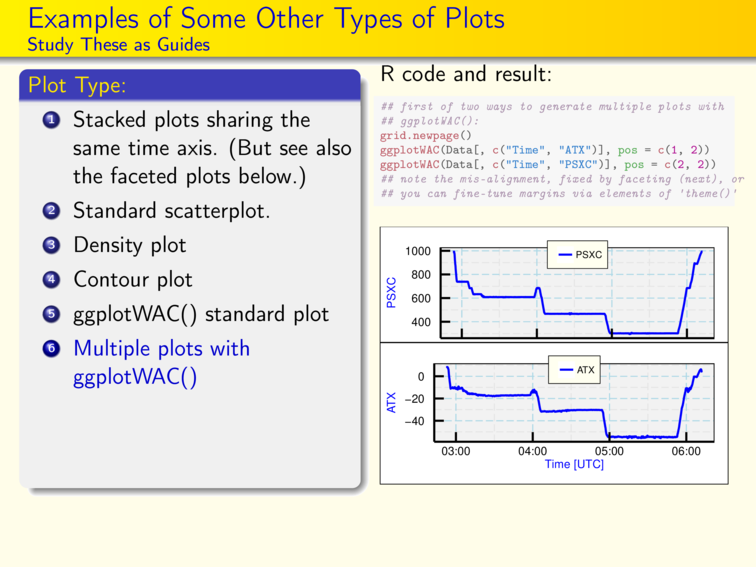 Examples of Some Other Types of Plots
Study These as Guides
Plot Type:
1 Stacked plots sharing the
same time axis. (But see also
the faceted plots below.)
2 Standard scatterplot.
3 Density plot
4 Contour plot
5 ggplotWAC() standard plot
6 Multiple plots with
ggplotWAC()
R code and result:
## first of two ways to generate multiple plots with
## ggplotWAC():
grid.newpage()
ggplotWAC(Data[, c("Time", "ATX")], pos = c(1, 2))
ggplotWAC(Data[, c("Time", "PSXC")], pos = c(2, 2))
## note the mis-alignment, fixed by faceting (next), or
## you can fine-tune margins via elements of 'theme()'
PSXC
1000
800
600
400
PSXC
ATX
0
−20
−40
ATX
03:00 04:00 05:00 06:00
Time [UTC]